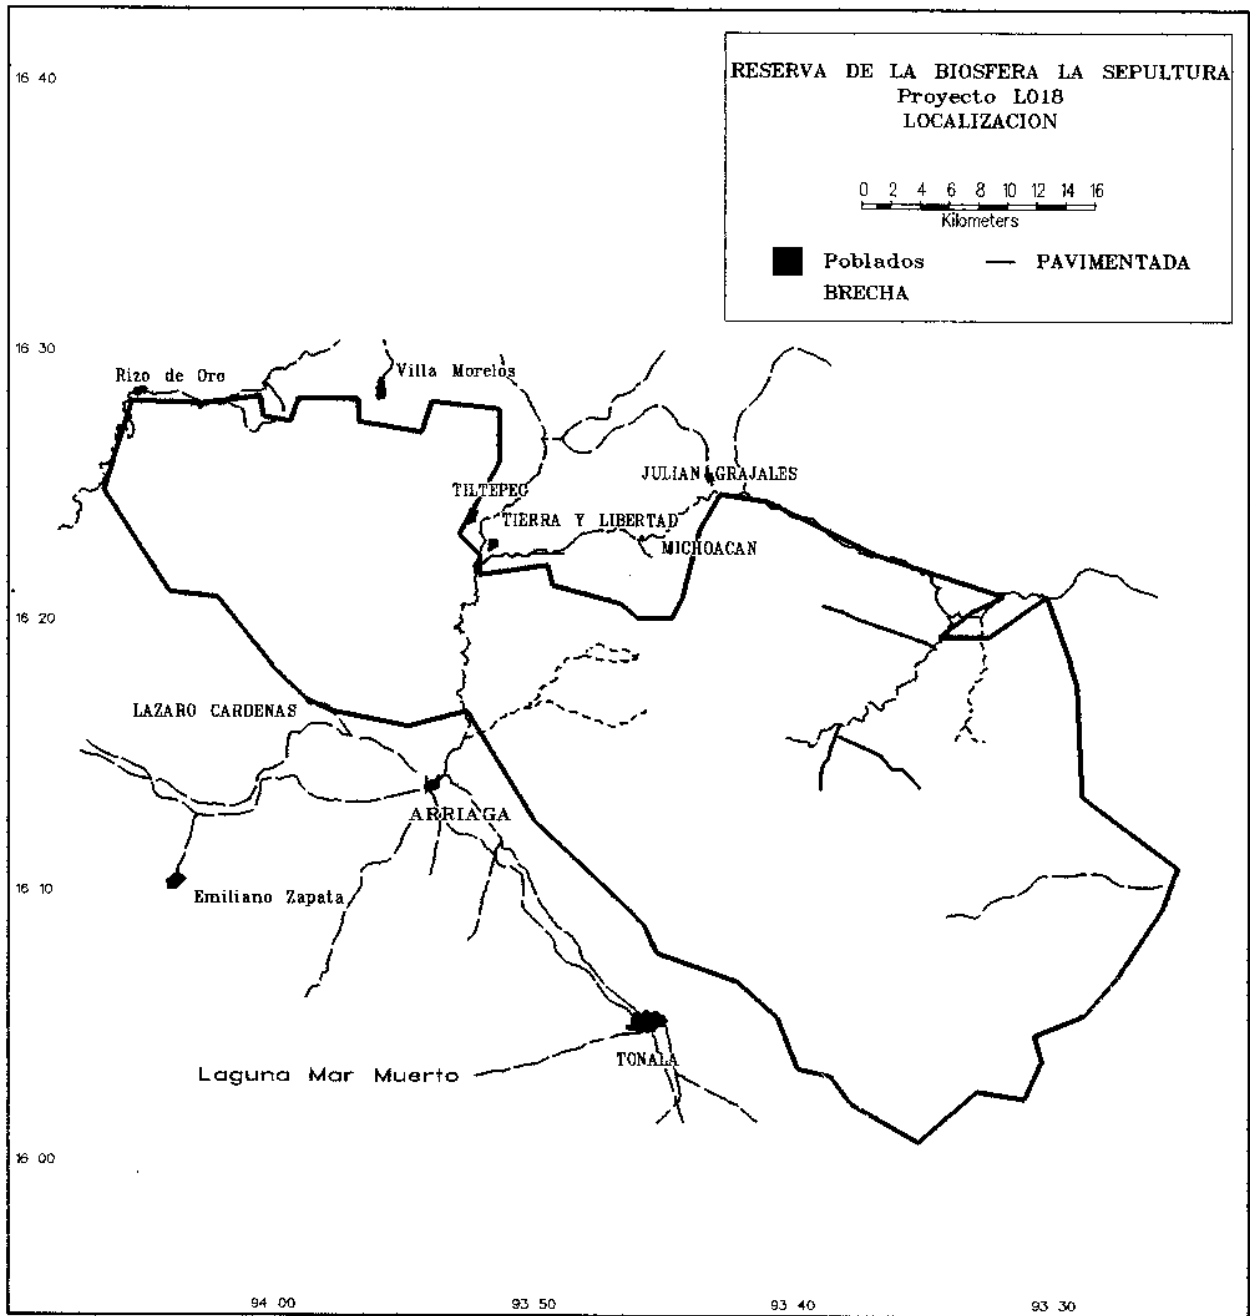 16 40
RESERVA DE LA BIOSFERA LA SEPULTURA
Proyecto L018
LOCALIZACION
0 2 4 6 8 10 12 14 16
Kilometers
Poblados
PAVIMENTADA
BRECHA
16 30
Rizo de Oro
Villa Morelos
JULIAN GRAJALES
TILTEPEC
TIERRA Y LIBERTAD
MICHOACAN
16 20
LAZARO CARDENAS
ARRIAGA
16 10
Emiliano Zapata
TONALA
Laguna Mar Muerto
16 00
94 00
93 50
93 40
93 30